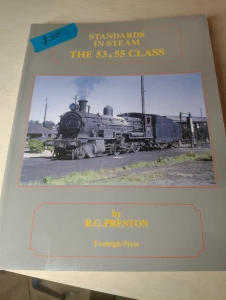 STANDARDS
IN STEAM
THE 53 & 55 CLASS
by
R.G.PRESTON
Eveleigh Press